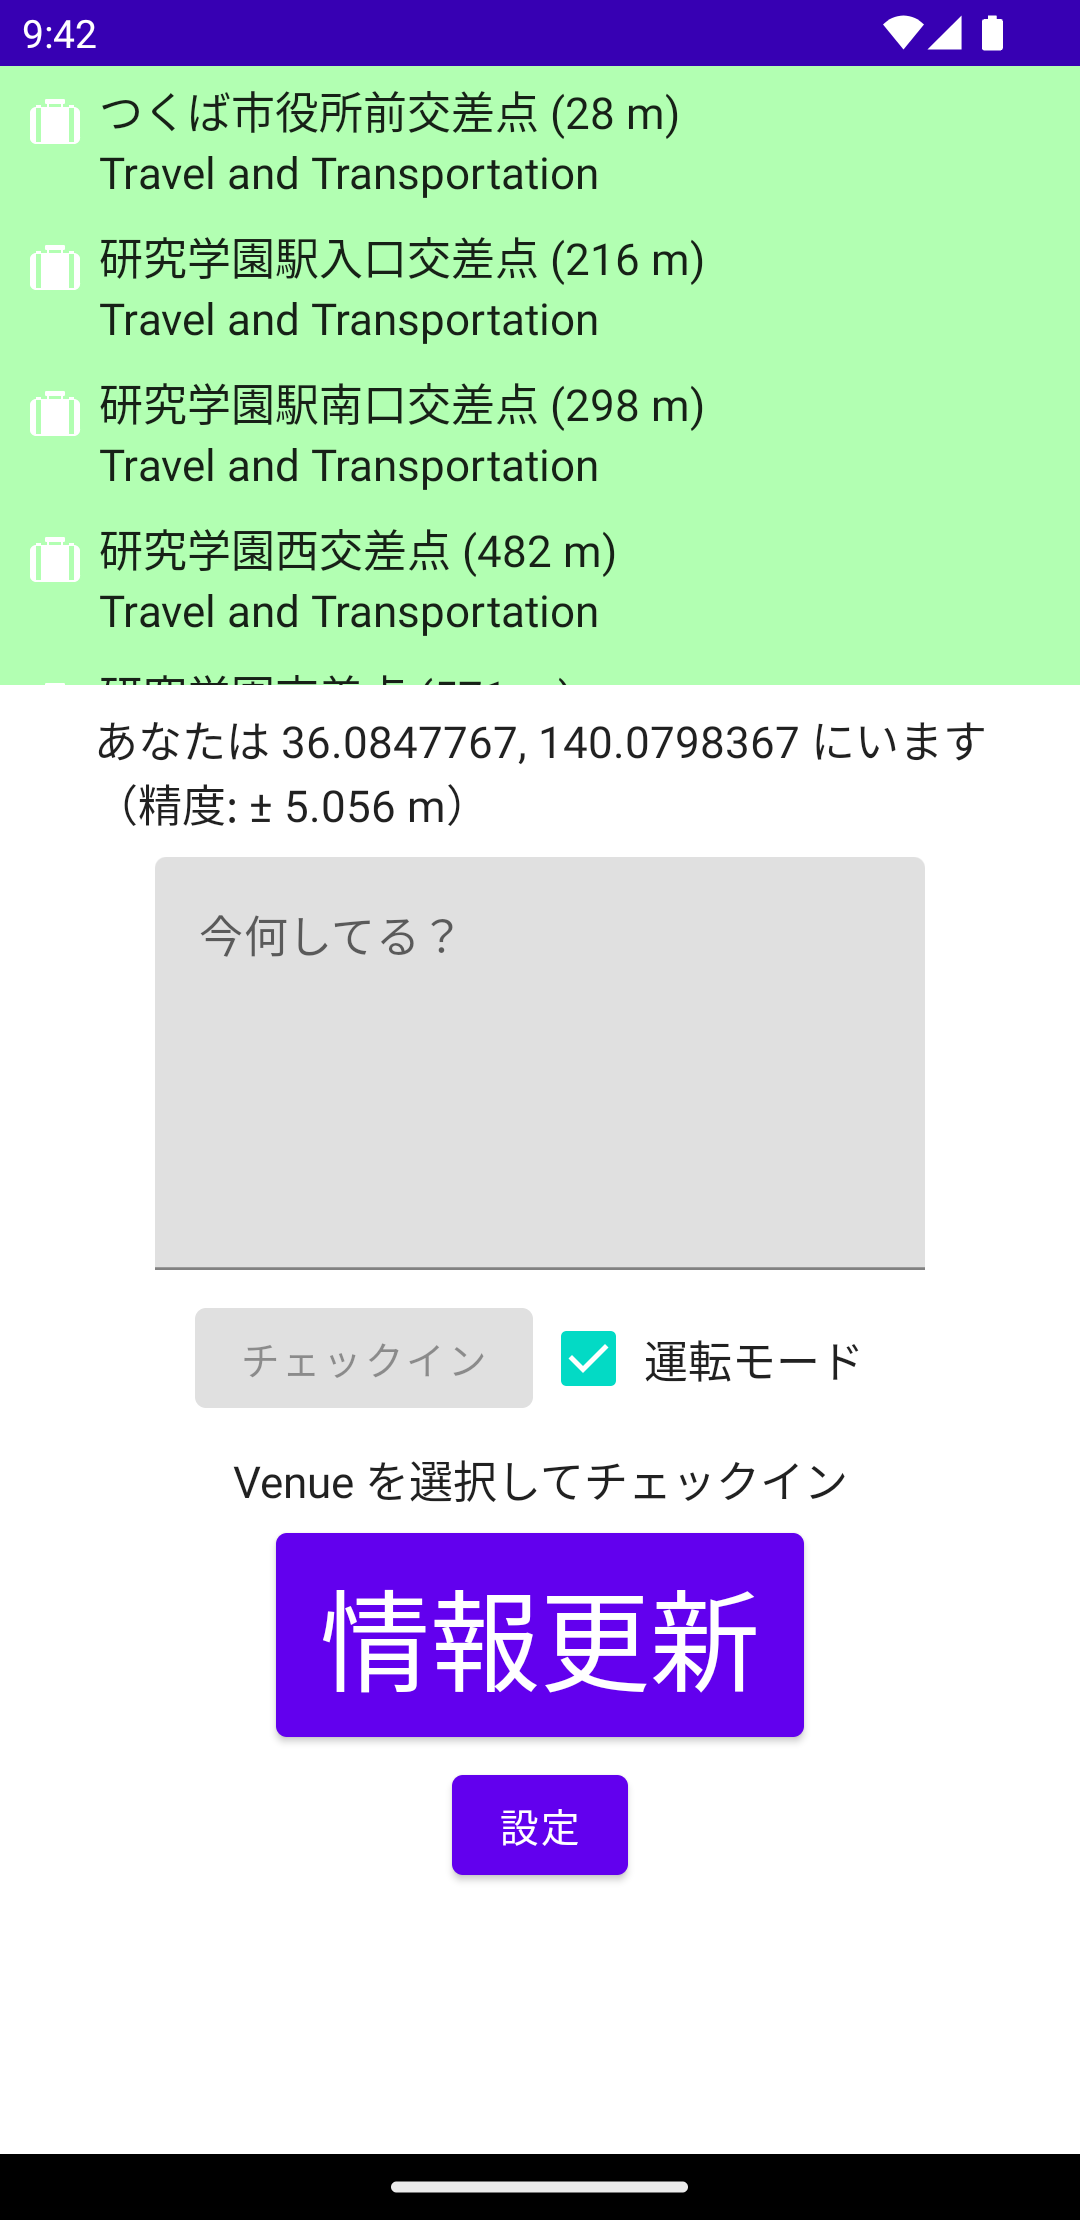 9:42
つくば市役所前交差点 (28 m)
Travel and Transportation
研究学園駅入口交差点 (216 m)
Travel and Transportation
研究学園駅南口交差点 (298 m)
Travel and Transportation
研究学園西交差点 (482 m)
Travel and Transportation
あなたは 36.0847767, 140.0798367 にいます
（精度: ± 5.056 m）
今何してる？
チェックイン
運転モード
Venue を選択してチェックイン
情報更新
設定